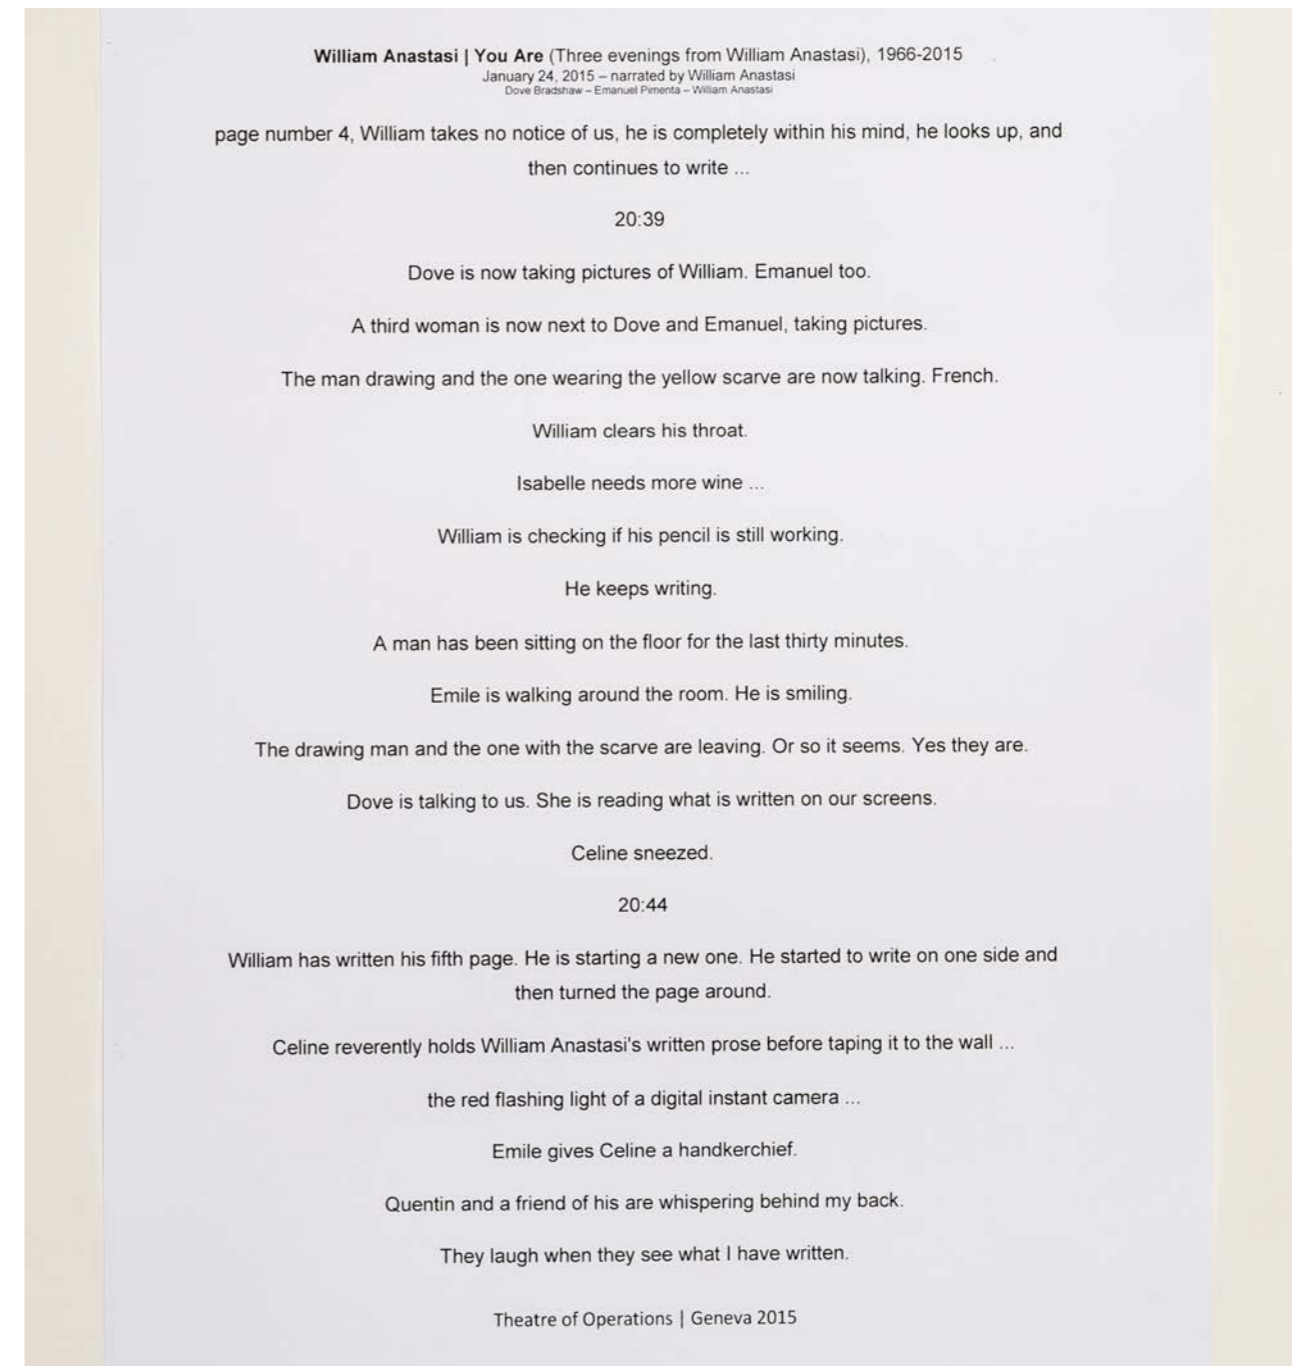 William Anastasi | You Are (Three evenings from William Anastasi), 1966-2015
January 24, 2015 – narrated by William Anastasi
Dove Bradshaw – Emanuel Pimenta – William Anastasi
page number 4, William takes no notice of us, he is completely within his mind, he looks up, and
then continues to write ...
20:39
Dove is now taking pictures of William. Emanuel too.
A third woman is now next to Dove and Emanuel, taking pictures.
The man drawing and the one wearing the yellow scarve are now talking. French.
William clears his throat.
Isabelle needs more wine ...
William is checking if his pencil is still working.
He keeps writing.
A man has been sitting on the floor for the last thirty minutes.
Emile is walking around the room. He is smiling.
The drawing man and the one with the scarve are leaving. Or so it seems. Yes they are.
Dove is talking to us. She is reading what is written on our screens.
Celine sneezed.
20:44
William has written his fifth page. He is starting a new one. He started to write on one side and
then turned the page around.
Celine reverently holds William Anastasi's written prose before taping it to the wall ...
the red flashing light of a digital instant camera ...
Emile gives Celine a handkerchief.
Quentin and a friend of his are whispering behind my back.
They laugh when they see what I have written.
Theatre of Operations | Geneva 2015